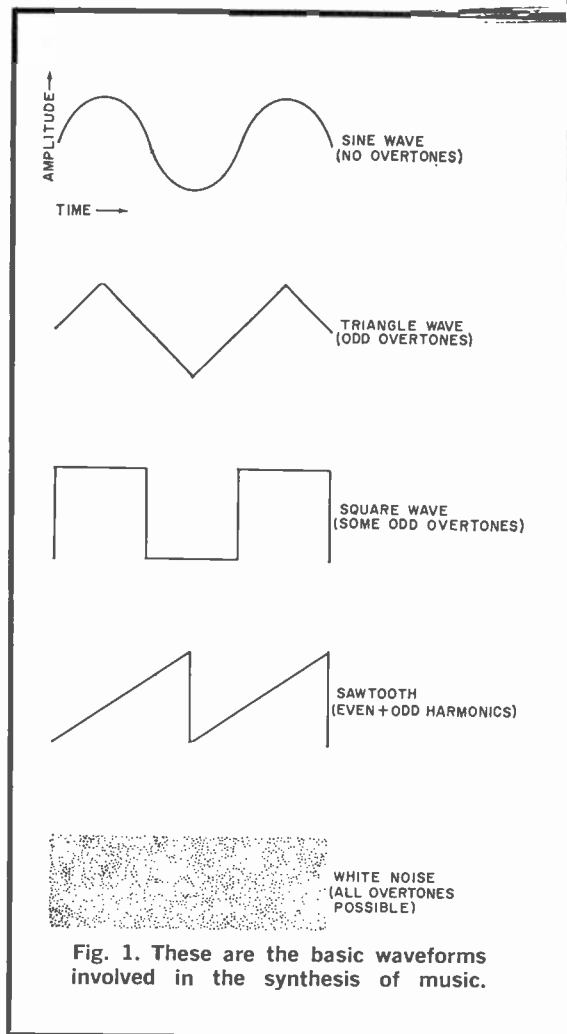 AMPLITUDE→
SINE WAVE
(NO OVERTONES)
TIME →
TRIANGLE WAVE
(ODD OVERTONES)
SQUARE WAVE
(SOME ODD OVERTONES)
SAWTOOTH
(EVEN+ODD HARMONICS)
WHITE NOISE
(ALL OVERTONES
POSSIBLE)
Fig. 1. These are the basic waveforms
involved in the synthesis of music.